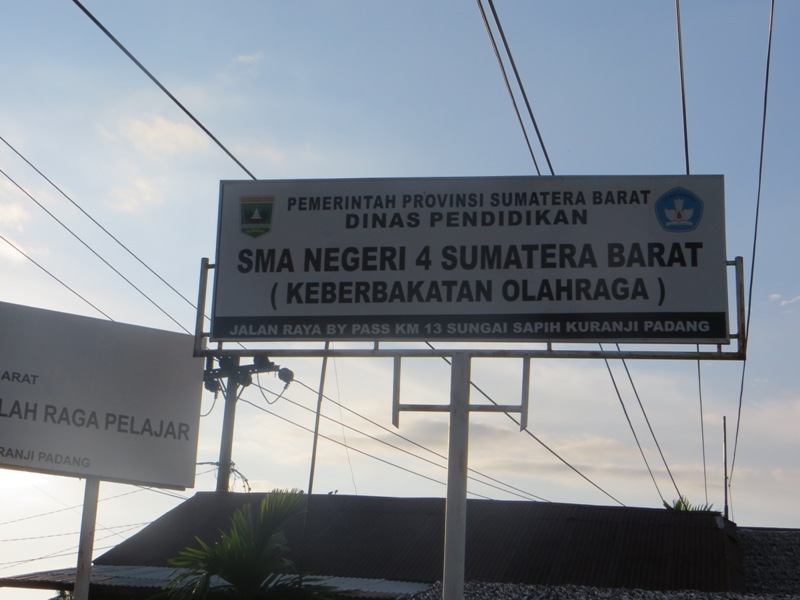 PEMERINTAH PROVINSI SUMATERA BARAT
DINAS PENDIDIKAN
SMA NEGERI 4 SUMATERA BARAT
( KEBERBAKATAN OLAHRAGA )
JALAN RAYA BY PASS KM 13 SUNGAI SAPIH KURANJI PADANG
ARAT
LAH RAGA PELAJAR
RANJI PADANG